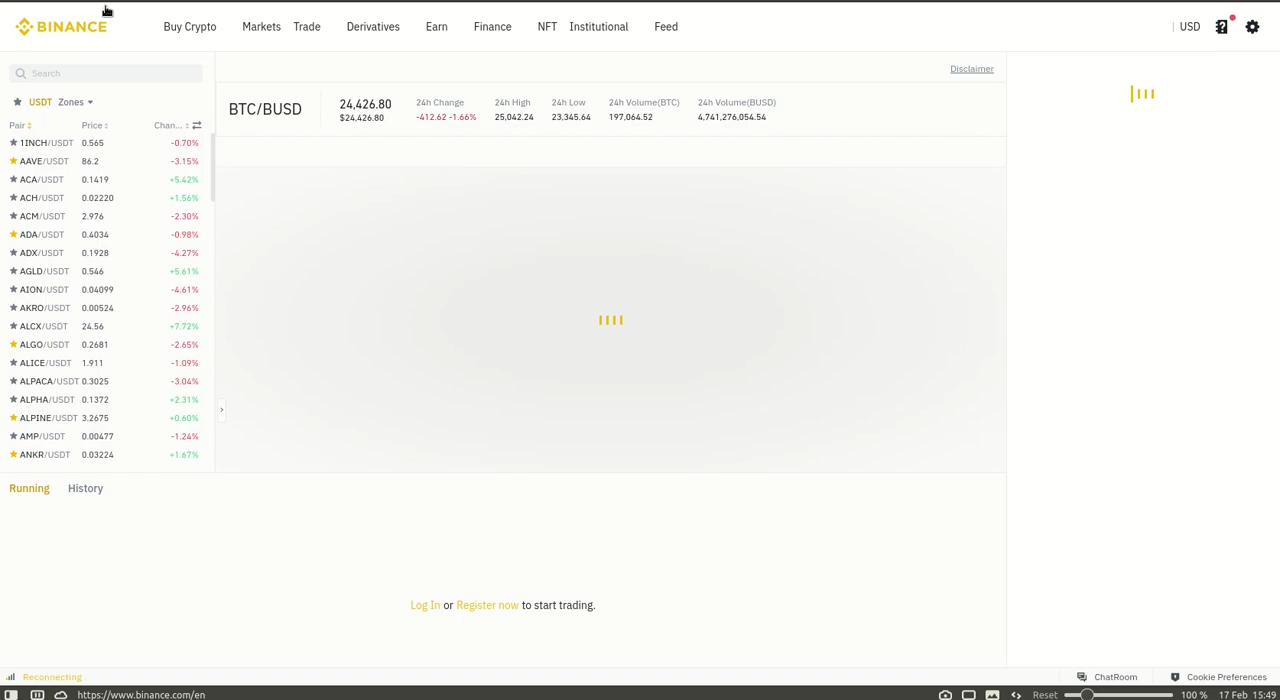 BINANCE
Buy Crypto Markets Trade Derivatives Earn Finance NFT Institutional Feed
USD
Search
USDT Zones
Disclaimer
BTC/BUSD
24,426.80
$24,426.80
24h Change
-412.62 -1.66%
24h High
25,042.24
24h Low
23,345.64
24h Volume(BTC)
197,064.52
24h Volume(BUSD)
4,741,276,054.54
Pair Price Chan...
1INCH/USDT 0.565 -0.70%
AAVE/USDT 86.2 -3.15%
ACA/USDT 0.1419 +5.42%
ACH/USDT 0.02220 +1.56%
ACM/USDT 2.976 -2.30%
ADA/USDT 0.4034 -0.98%
ADX/USDT 0.1928 -4.27%
AGLD/USDT 0.546 +5.61%
AION/USDT 0.04099 -4.61%
AKRO/USDT 0.00524 -2.96%
ALCX/USDT 24.56 +7.72%
ALGO/USDT 0.2681 -2.65%
ALICE/USDT 1.911 -1.09%
ALPACA/USDT 0.3025 -3.04%
ALPHA/USDT 0.1372 +2.31%
ALPINE/USDT 3.2675 +0.60%
AMP/USDT 0.00477 -1.24%
ANKR/USDT 0.03224 +1.67%
Running History
Log In or Register now to start trading.
Reconnecting
ChatRoom Cookie Preferences
https://www.binance.com/en
Reset 100 % 17 Feb 15:49